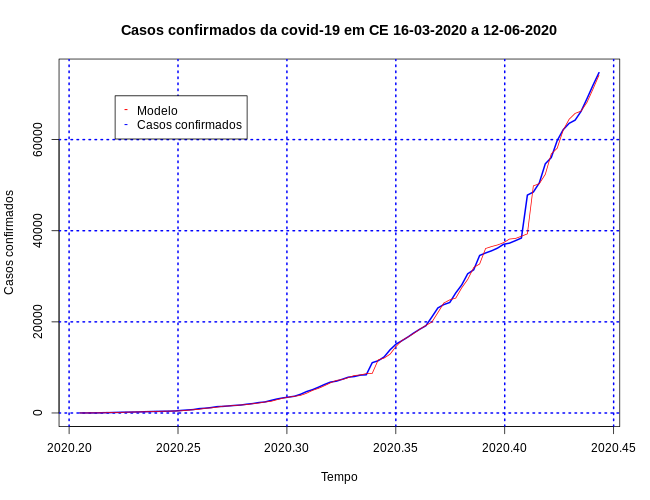 Casos confirmados da covid-19 em CE 16-03-2020 a 12-06-2020
Modelo
Casos confirmados
Casos confirmados
0
20000
40000
60000
2020.20
2020.25
2020.30
2020.35
2020.40
2020.45
Tempo